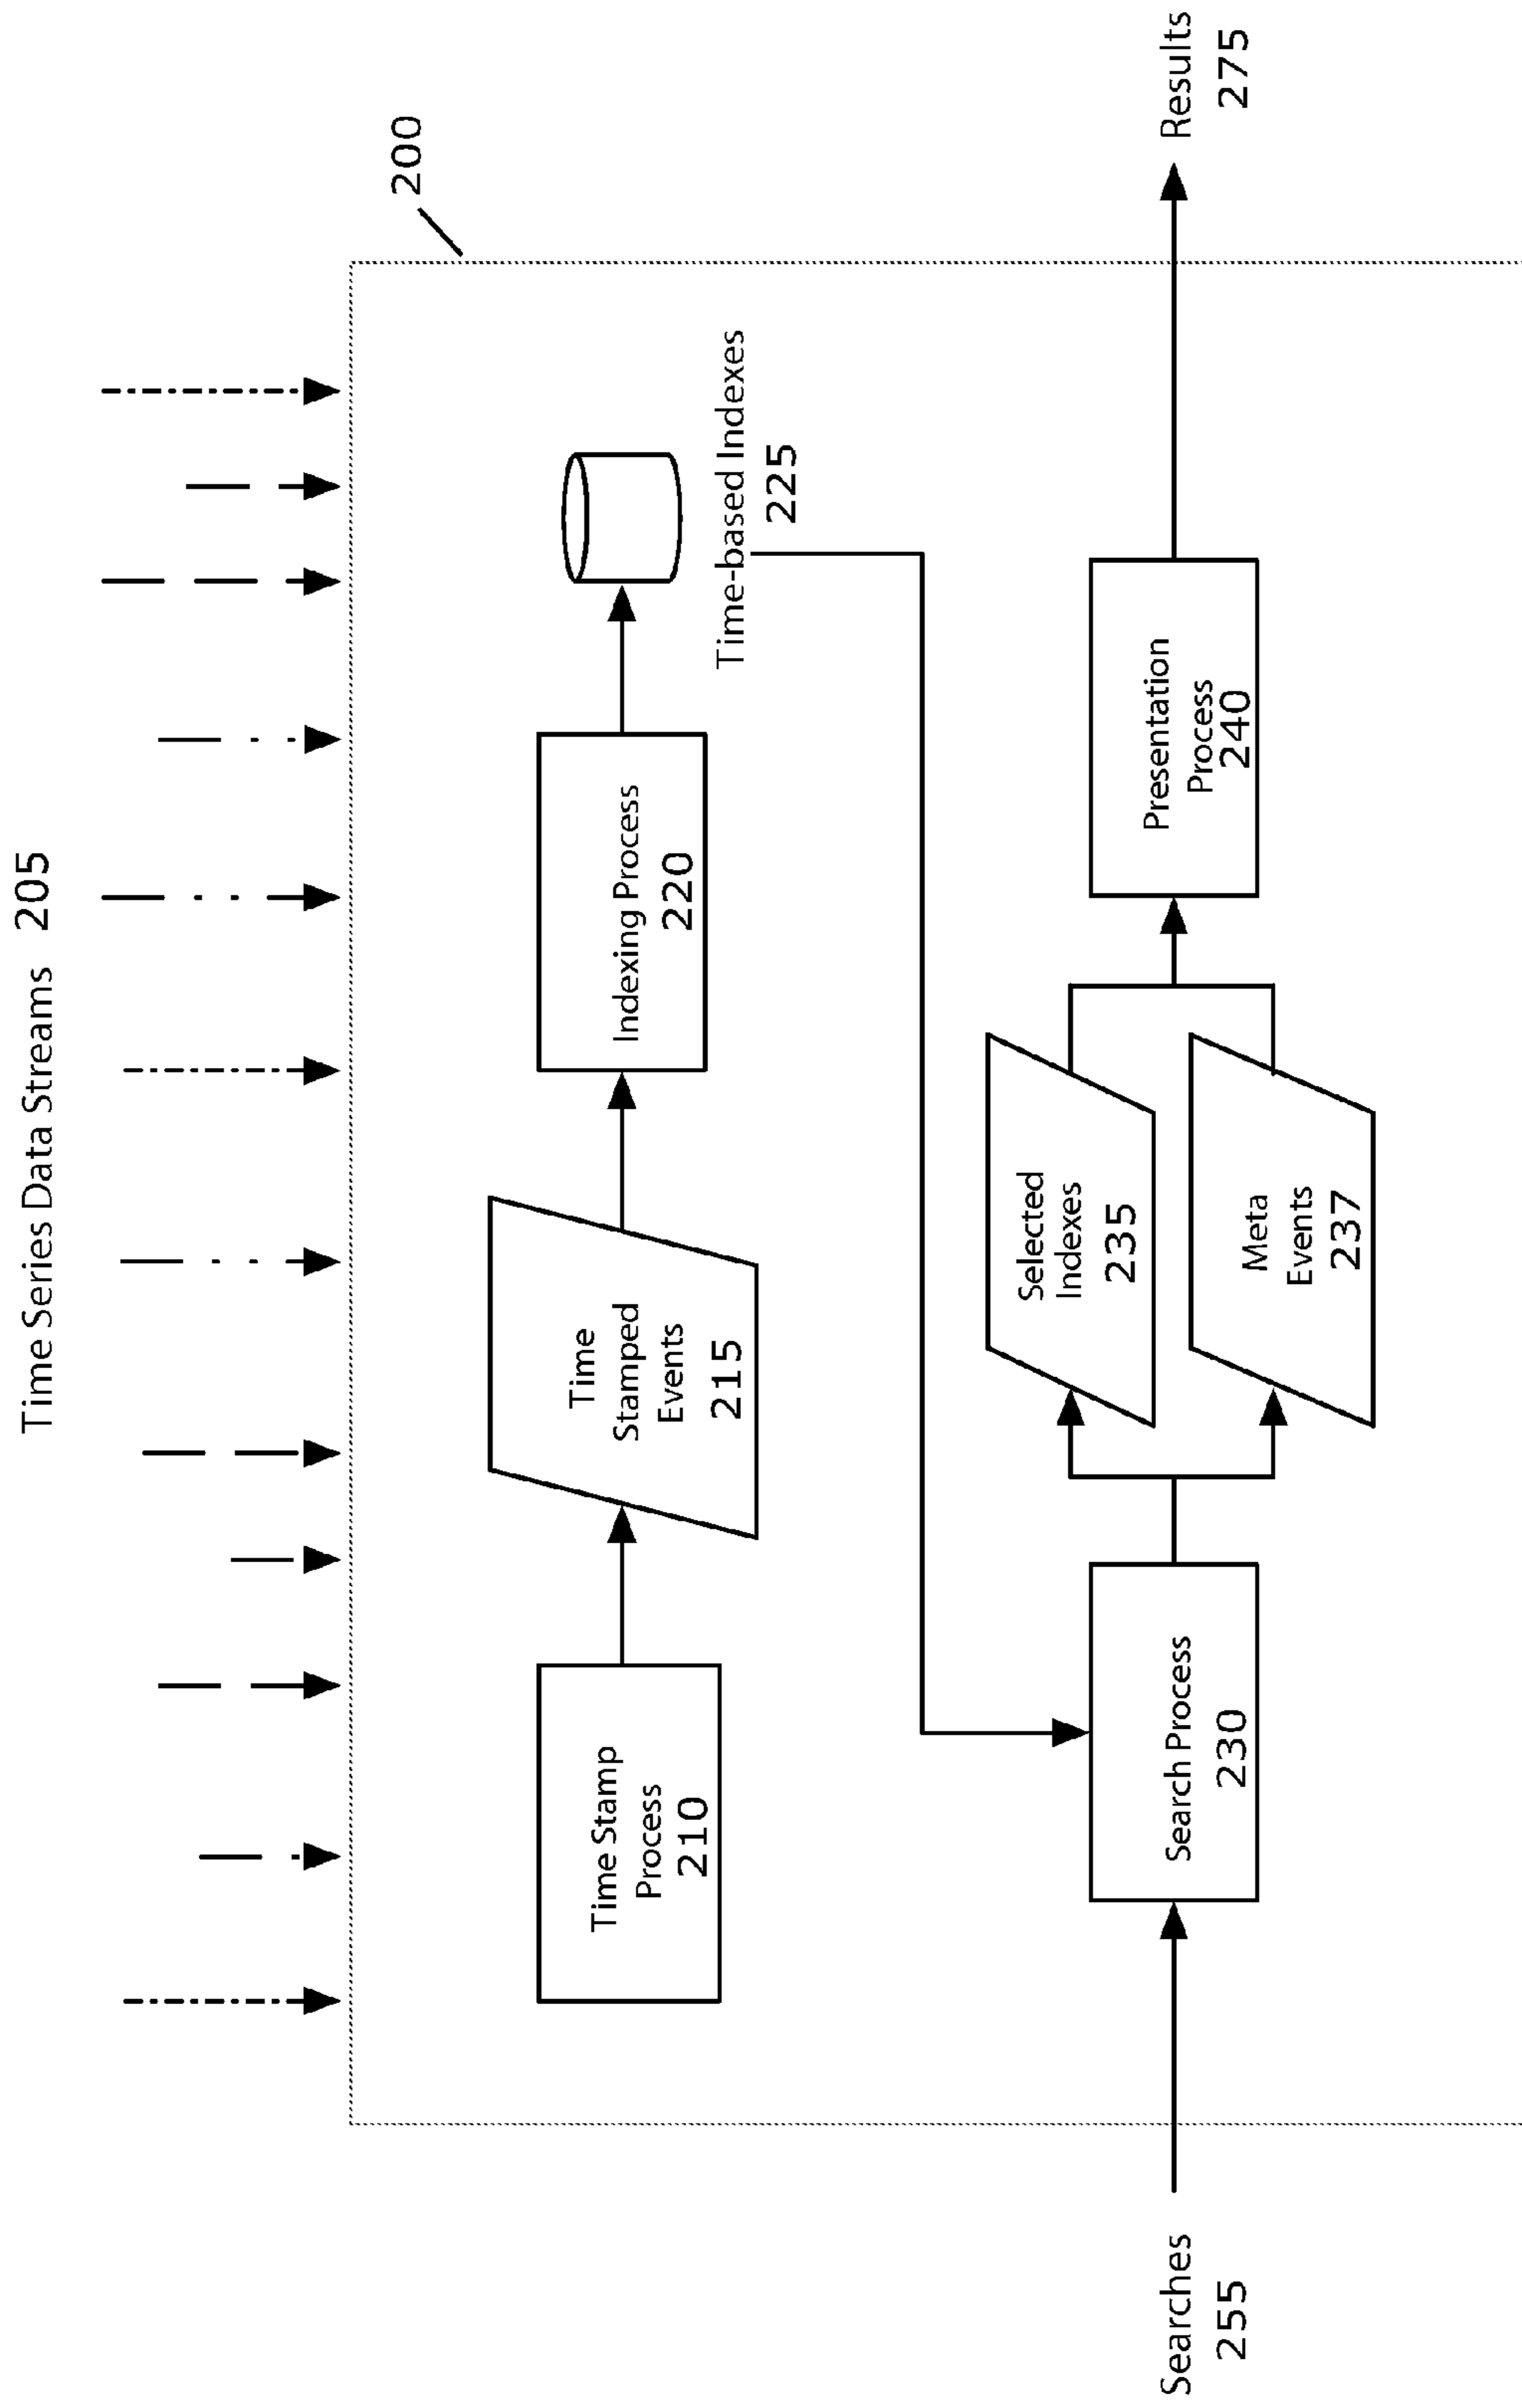 Time Series Data Streams 205
200
Time Stamp
Process
210
Time
Stamped
Events
215
Indexing Process
220
Time-based Indexes
225
Searches
255
Search Process
230
Selected
Indexes
235
Meta
Events
237
Presentation
Process
240
Results
275